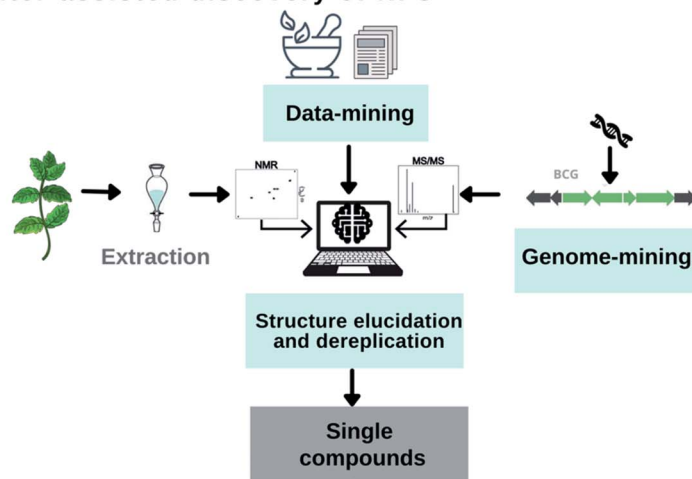 Data-mining
NMR
MS/MS
m/z
BCG
Extraction
Genome-mining
Structure elucidation
and dereplication
Single
compounds